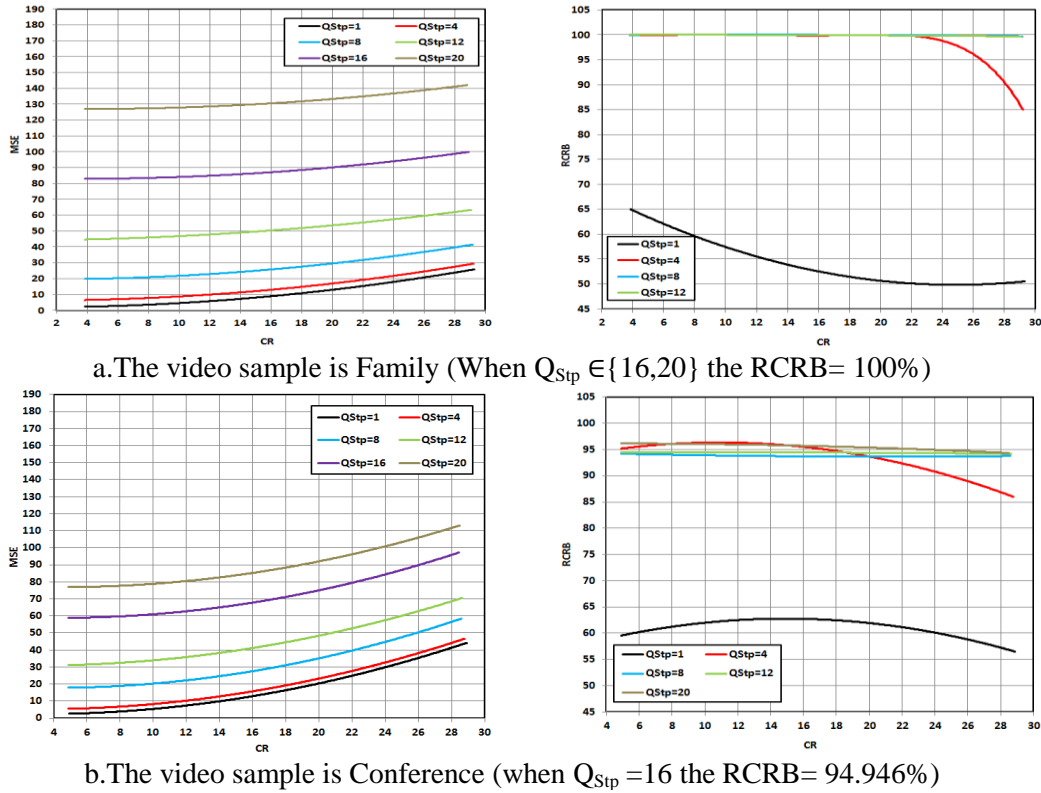 190
180
170
160
150
140
130
120
110
100
90
80
70
60
50
40
30
20
10
0
MSE
QStp=1 QStp=4
QStp=8 QStp=12
QStp=16 QStp=20
2 4 6 8 10 12 14 16 18 20 22 24 26 28 30
CR
105
100
95
90
85
80
75
70
65
60
55
50
45
RCRB
QStp=1
QStp=4
QStp=8
QStp=12
2 4 6 8 10 12 14 16 18 20 22 24 26 28 30
CR
a.The video sample is Family (When QStp ∈{16,20} the RCRB= 100%)
190
180
170
160
150
140
130
120
110
100
90
80
70
60
50
40
30
20
10
0
MSE
QStp=1 QStp=4
QStp=8 QStp=12
QStp=16 QStp=20
4 6 8 10 12 14 16 18 20 22 24 26 28 30
CR
105
100
95
90
85
80
75
70
65
60
55
50
45
RCRB
QStp=1 QStp=4
QStp=8 QStp=12
QStp=20
4 6 8 10 12 14 16 18 20 22 24 26 28 30
CR
b.The video sample is Conference (when QStp =16 the RCRB= 94.946%)